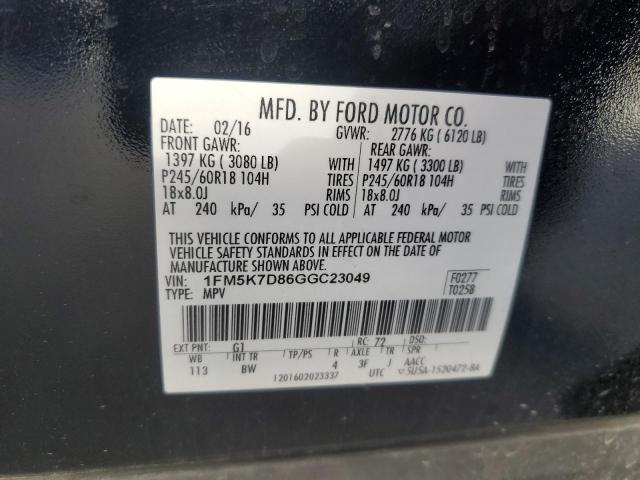 MFD. BY FORD MOTOR CO.
DATE: 02/16 GVWR: 2776 KG ( 6120 LB)
FRONT GAWR: REAR GAWR:
1397 KG ( 3080 LB) WITH 1497 KG ( 3300 LB) WITH
P245/60R18 104H TIRES P245/60R18 104H TIRES
18x8.0J RIMS 18x8.0J RIMS
AT 240 kPa/ 35 PSI COLD AT 240 kPa/ 35 PSI COLD
THIS VEHICLE CONFORMS TO ALL APPLICABLE FEDERAL MOTOR
VEHICLE SAFETY STANDARDS IN EFFECT ON THE DATE OF
MANUFACTURE SHOWN ABOVE.
VIN: 1FM5K7D86GGC23049 F0277
TYPE: MPV T0258
EXT PNT: G1 RC: 72 DSO:
WB INT TR TP/PS R AXLE TR SPR
113 BW 4 3F J AACC
1201602023337 UTC 5USA-1520472-BA